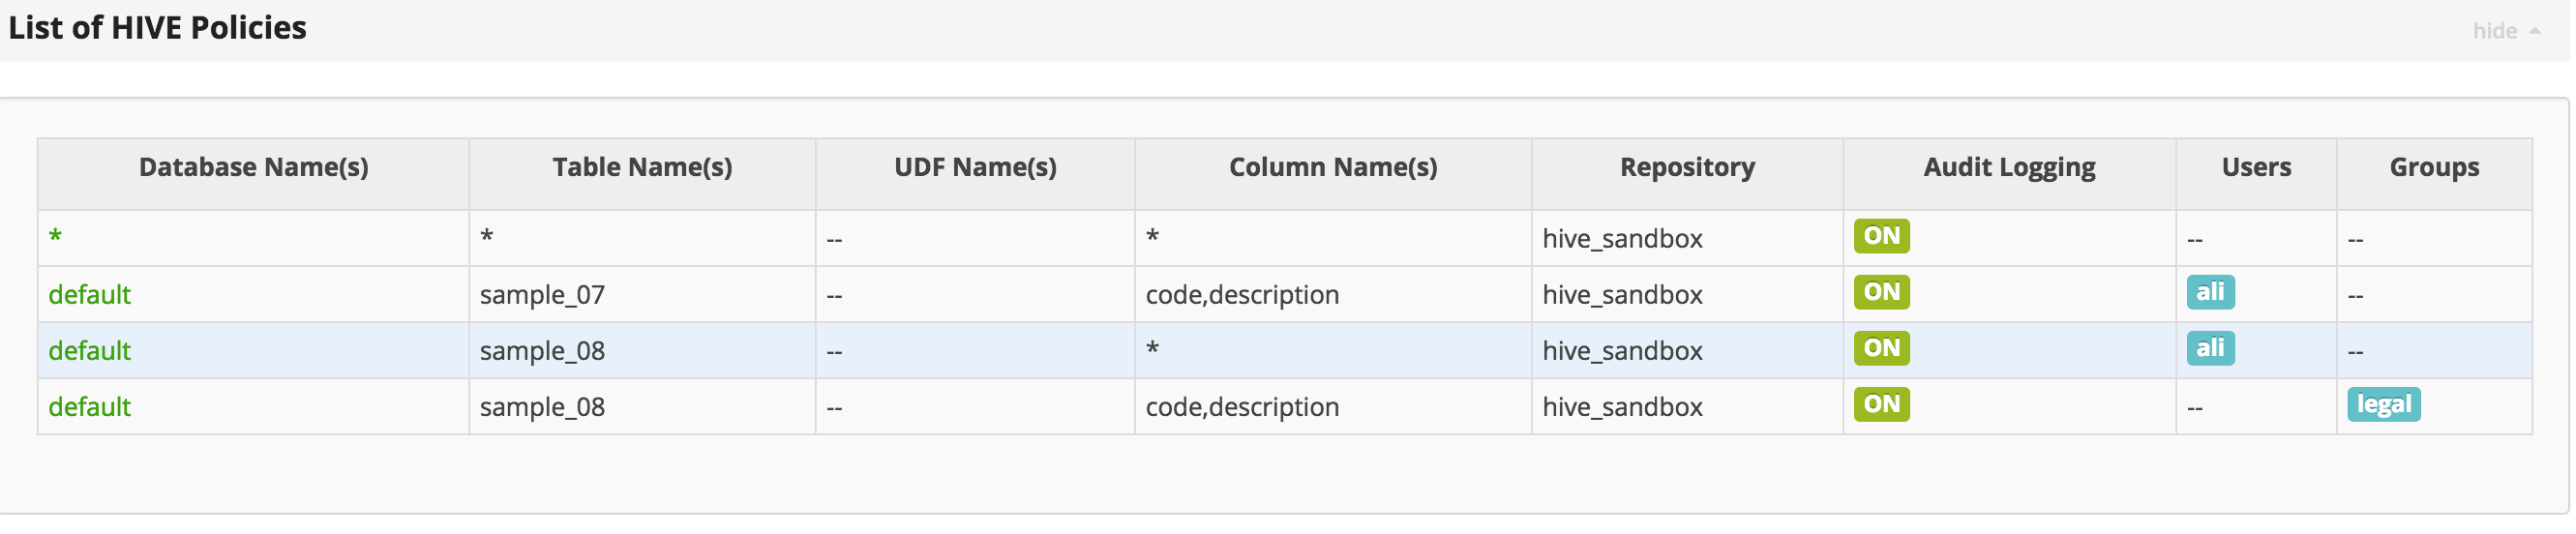 List of HIVE Policies
hide
Database Name(s) Table Name(s) UDF Name(s) Column Name(s) Repository Audit Logging Users Groups
* * -- * hive_sandbox ON -- --
default sample_07 -- code,description hive_sandbox ON ali --
default sample_08 -- * hive_sandbox ON ali --
default sample_08 -- code,description hive_sandbox ON -- legal